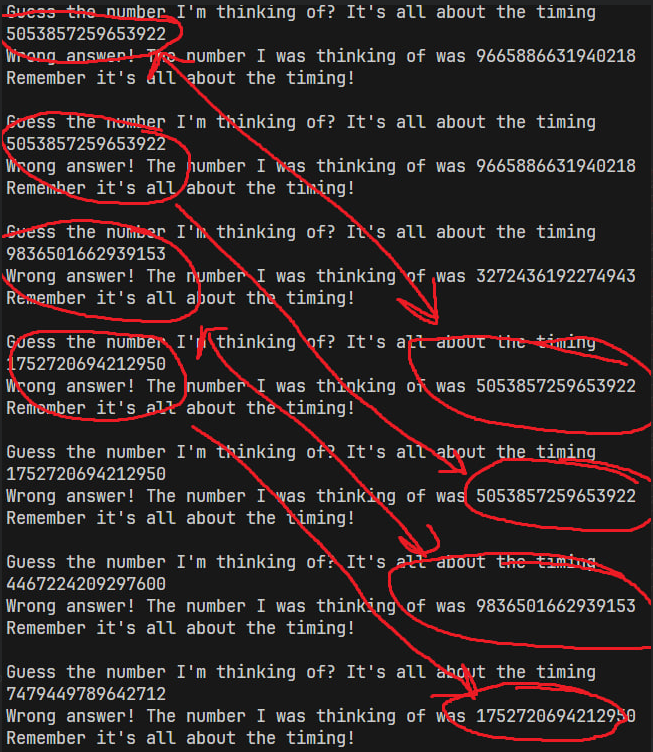 Guess the number I'm thinking of? It's all about the timing
5053857259653922
Wrong answer! The number I was thinking of was 9665886631940218
Remember it's all about the timing!
Guess the number I'm thinking of? It's all about the timing
5053857259653922
Wrong answer! The number I was thinking of was 9665886631940218
Remember it's all about the timing!
Guess the number I'm thinking of? It's all about the timing
9836501662939153
Wrong answer! The number I was thinking of was 3272436192274943
Remember it's all about the timing!
Guess the number I'm thinking of? It's all about the timing
1752720694212950
Wrong answer! The number I was thinking of was 5053857259653922
Remember it's all about the timing!
Guess the number I'm thinking of? It's all about the timing
1752720694212950
Wrong answer! The number I was thinking of was 5053857259653922
Remember it's all about the timing!
Guess the number I'm thinking of? It's all about the timing
4467224209297600
Wrong answer! The number I was thinking of was 9836501662939153
Remember it's all about the timing!
Guess the number I'm thinking of? It's all about the timing
7479449789642712
Wrong answer! The number I was thinking of was 1752720694212950
Remember it's all about the timing!